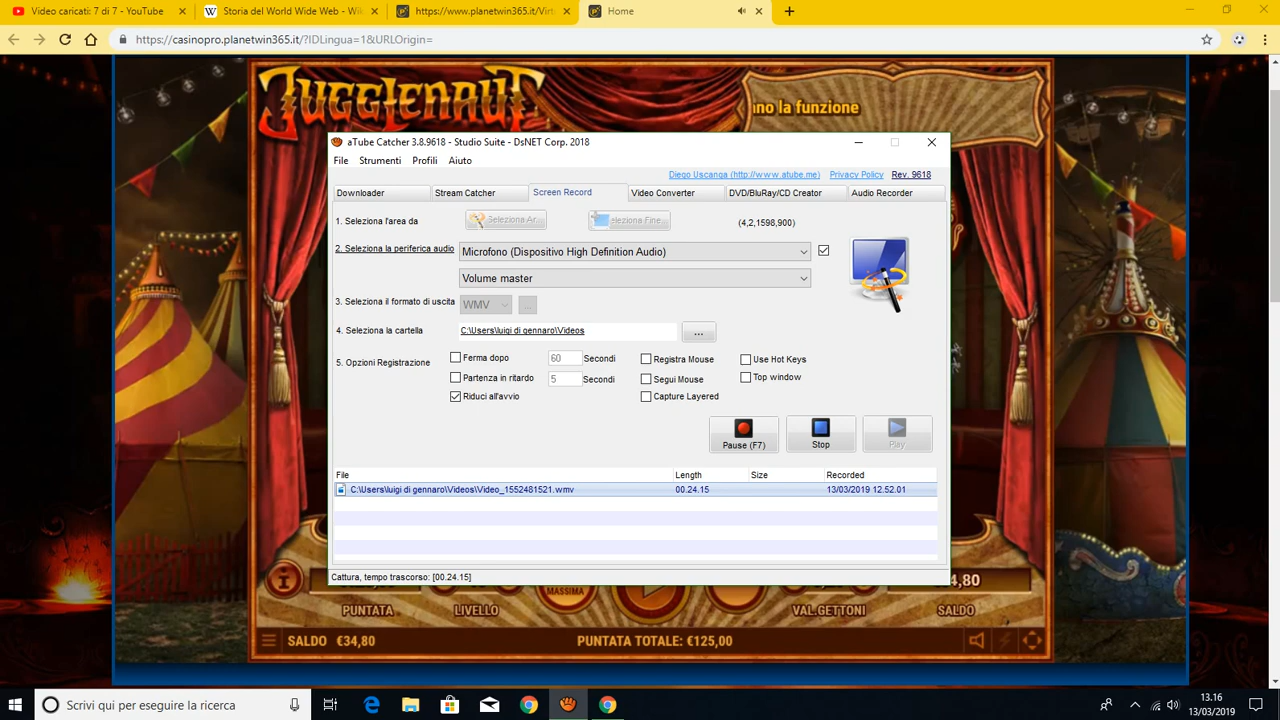 Video caricati: 7 di 7 - YouTube
Storia del World Wide Web - Wi
https://www.planetwin365.it/Virt
Home
https://casinopro.planetwin365.it/?IDLingua=1&URLOrigin=
JUGGLENAUT
no la funzione
aTube Catcher 3.8.9618 - Studio Suite - DsNET Corp. 2018
File Strumenti Profili Aiuto
Diego Uscanga (http://www.atube.me) Privacy Policy Rev. 9618
Downloader Stream Catcher Screen Record Video Converter DVD/BluRay/CD Creator Audio Recorder
1. Seleziona l'area da Seleziona Ar... eleziona Fine... (4,2,1598,900)
2. Seleziona la periferica audio Microfono (Dispositivo High Definition Audio)
Volume master
3. Seleziona il formato di uscita WMV ...
4. Seleziona la cartella C:\Users\luigi di gennaro\Videos ...
5. Opzioni Registrazione Ferma dopo 60 Secondi Registra Mouse Use Hot Keys
Partenza in ritardo 5 Secondi Segui Mouse Top window
Riduci all'avvio Capture Layered
Pause (F7) Stop Play
File Length Size Recorded
C:\Users\luigi di gennaro\Videos\Video_1552481521.wmv 00.24.15 13/03/2019 12.52.01
Cattura, tempo trascorso: [00.24.15]
4,80
MASSIMA
PUNTATA LIVELLO VAL.GETTONI SALDO
SALDO €34,80 PUNTATA TOTALE: €125,00
Scrivi qui per eseguire la ricerca
13.16
13/03/2019